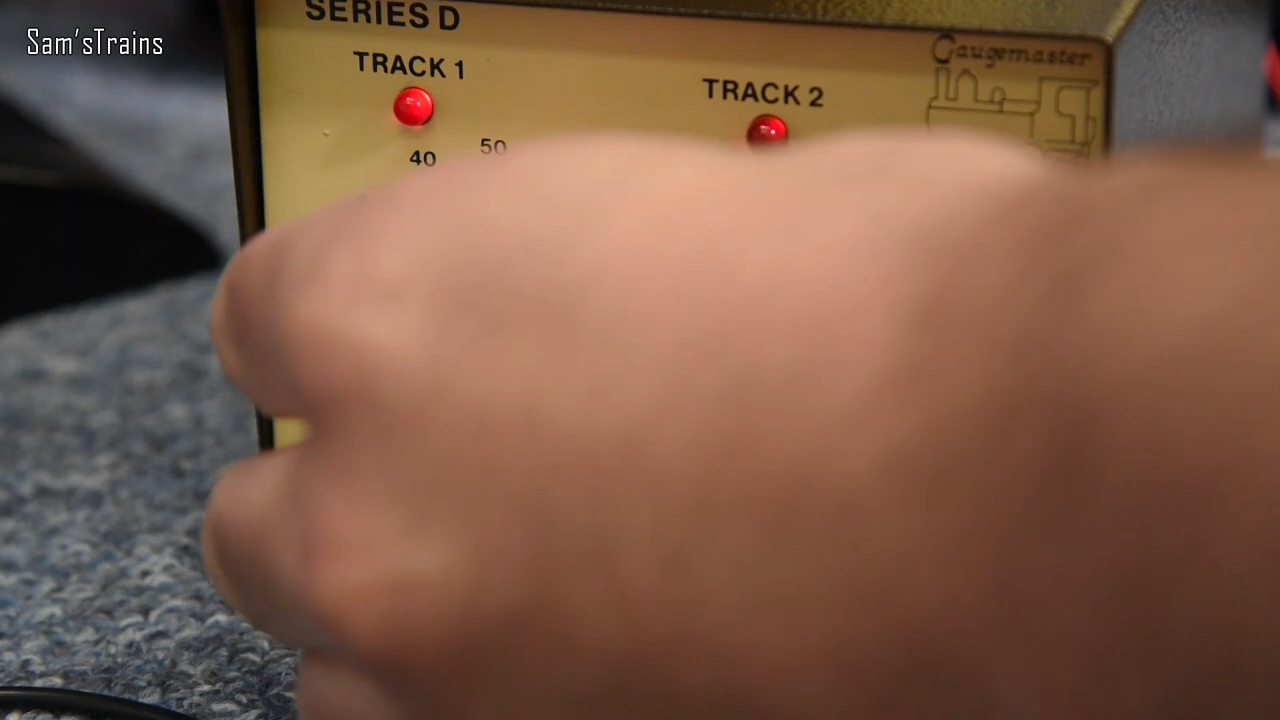 Sam'sTrains
SERIES D
TRACK 1
TRACK 2
Gaugemaster
40
50